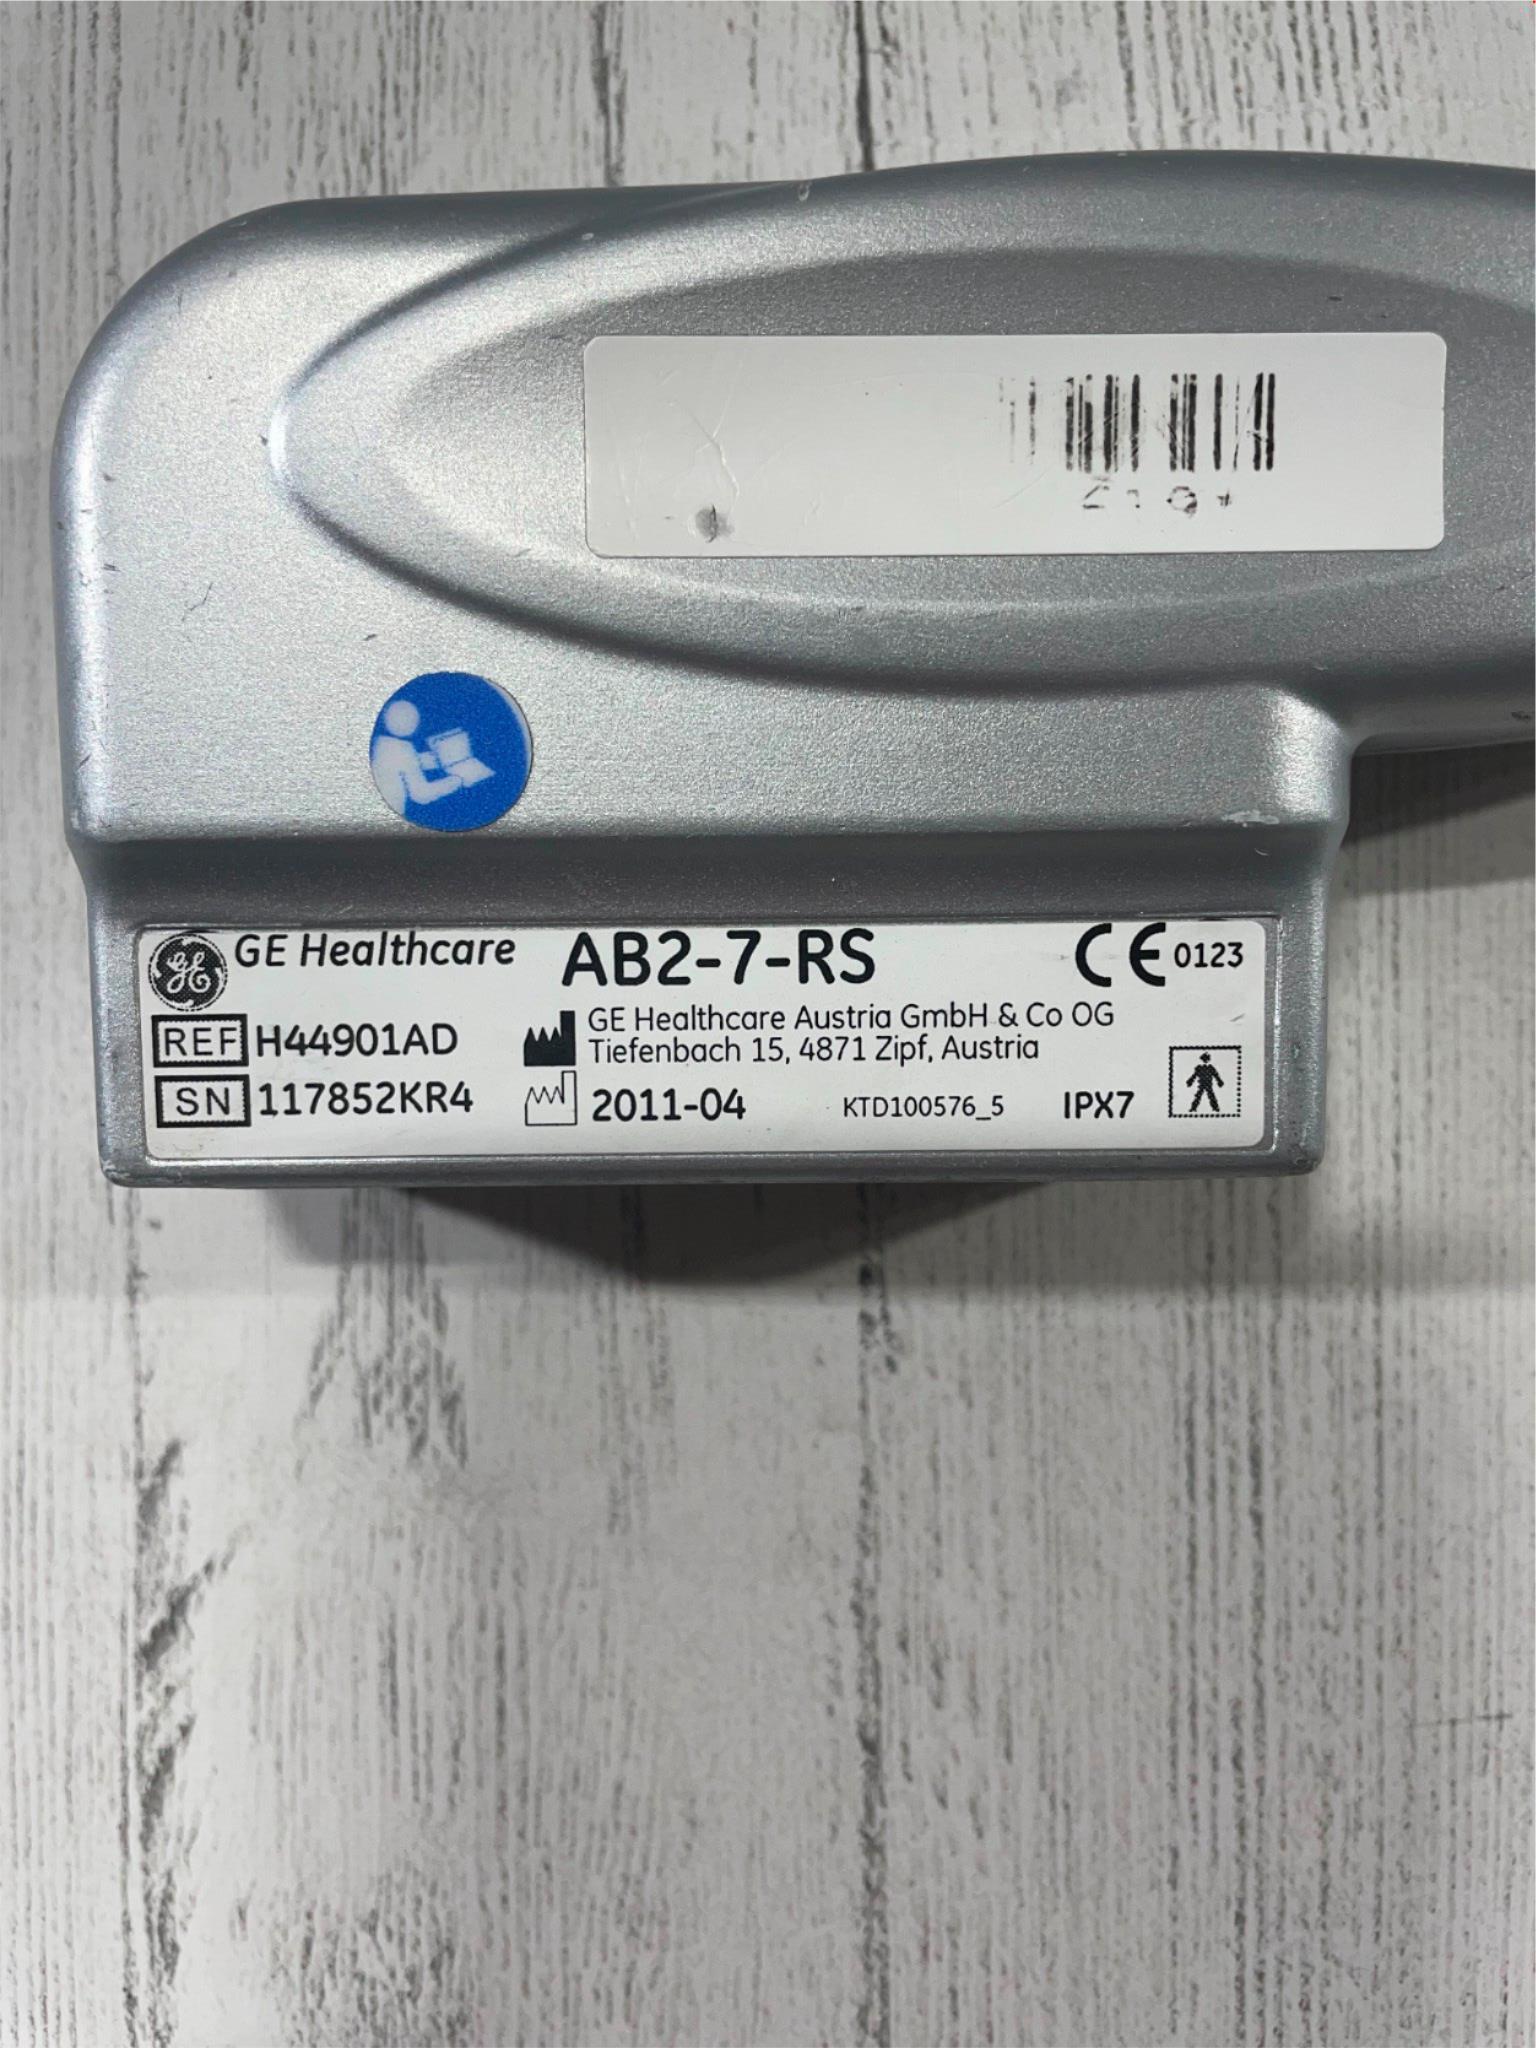 GE Healthcare AB2-7-RS CE 0123
REF H44901AD GE Healthcare Austria GmbH & Co OG
Tiefenbach 15, 4871 Zipf, Austria
SN 117852KR4 2011-04 KTD100576_5 IPX7